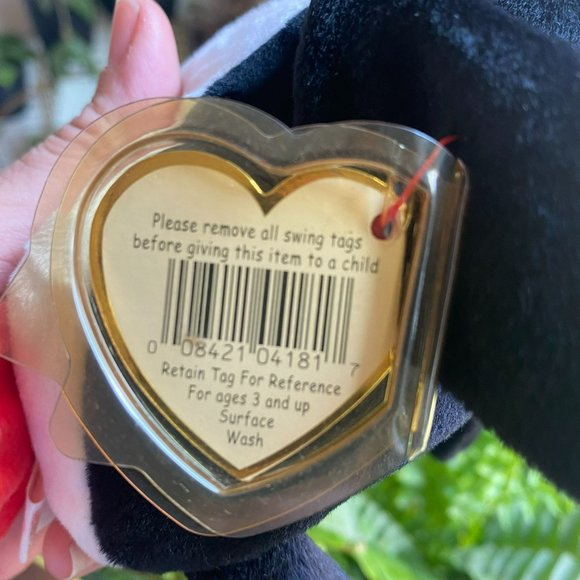 Please remove all swing tags
before giving this item to a child
0 08421 04181 7
Retain Tag For Reference
For ages 3 and up
Surface
Wash